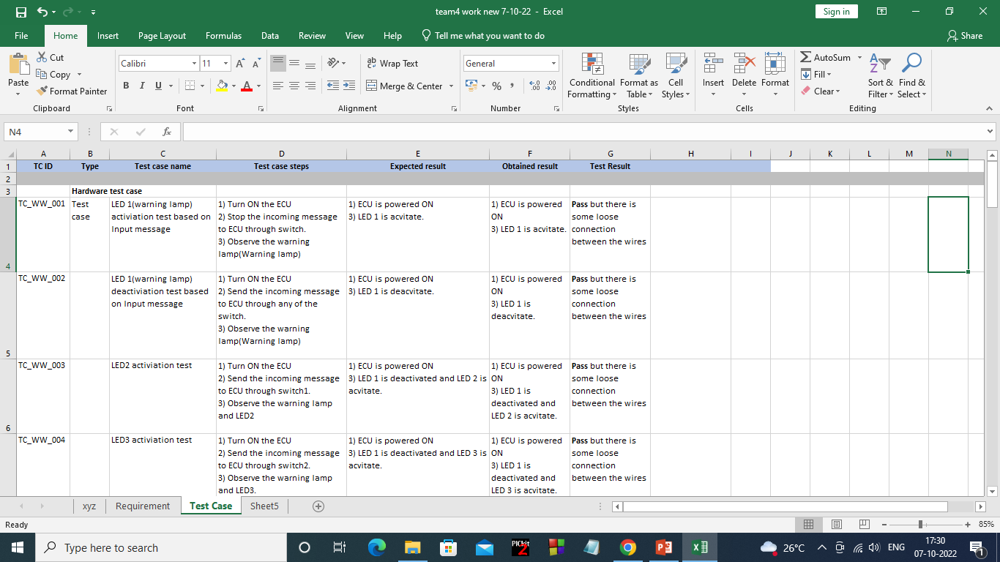 team4 work new 7-10-22 - Excel
Sign in
File Home Insert Page Layout Formulas Data Review View Help Tell me what you want to do Share
Paste
Cut
Copy
Format Painter
Clipboard
Calibri 11
B I U
Font
Wrap Text
Merge & Center
Alignment
General
Number
Conditional Formatting
Format as Table
Cell Styles
Styles
Insert Delete Format
Cells
AutoSum
Fill
Clear
Sort & Filter
Find & Select
Editing
N4
fx
A B C D E F G H I J K L M N
1 TC ID Type Test case name Test case steps Expected result Obtained result Test Result
2
3 Hardware test case
4
TC_WW_001
Test
case
LED 1(warning lamp)
activiation test based on
Input message
1) Turn ON the ECU
2) Stop the incoming message
to ECU through switch.
3) Observe the warning
lamp(Warning lamp)
1) ECU is powered ON
3) LED 1 is acvitate.
1) ECU is powered
ON
3) LED 1 is acvitate.
Pass but there is
some loose
connection
between the wires
5
TC_WW_002
LED 1(warning lamp)
deactiviation test based
on Input message
1) Turn ON the ECU
2) Send the incoming message
to ECU through any of the
switch.
3) Observe the warning
lamp(Warning lamp)
1) ECU is powered ON
3) LED 1 is deacvitate.
1) ECU is powered
ON
3) LED 1 is
deacvitate.
Pass but there is
some loose
connection
between the wires
6
TC_WW_003
LED2 activiation test
1) Turn ON the ECU
2) Send the incoming message
to ECU through switch1.
3) Observe the warning lamp
and LED2
1) ECU is powered ON
3) LED 1 is deactivated and LED 2 is
acvitate.
1) ECU is powered
ON
3) LED 1 is
deactivated and
LED 2 is acvitate.
Pass but there is
some loose
connection
between the wires
TC_WW_004
LED3 activiation test
1) Turn ON the ECU
2) Send the incoming message
to ECU through switch2.
3) Observe the warning lamp
and LED3.
1) ECU is powered ON
3) LED 1 is deactivated and LED 3 is
acvitate.
1) ECU is powered
ON
3) LED 1 is
deactivated and
LED 3 is acvitate.
Pass but there is
some loose
connection
between the wires
xyz Requirement Test Case Sheet5
Ready
85%
Type here to search
PICkit 2
26°C
ENG
17:30
07-10-2022
1